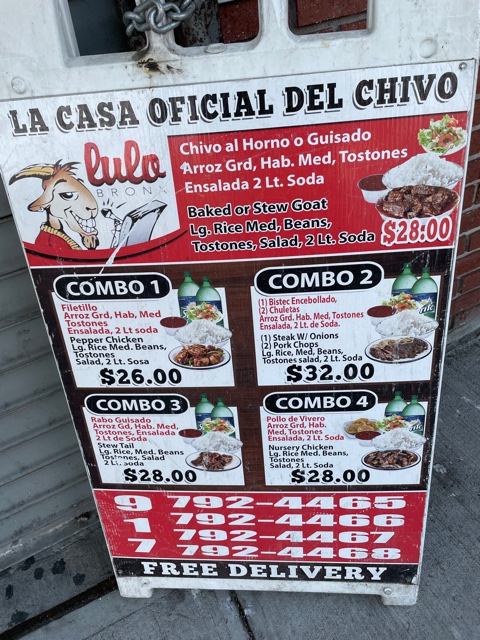 LA CASA OFICIAL DEL CHIVO
lulo
BRONX
Chivo al Horno o Guisado
Arroz Grd, Hab. Med, Tostones
Ensalada 2 Lt. Soda
Baked or Stew Goat
Lg. Rice Med, Beans,
Tostones, Salad, 2 Lt. Soda
$28:00
COMBO 1
Filetillo
Arroz Grd, Hab, Med
Tostones
Ensalada, 2 Lt soda
Pepper Chicken
Lg. Rice Med. Beans,
Tostones
Salad, 2 Lt. Sosa
$26.00
COMBO 2
(1) Bistec Encebollado,
(2) Chuletas
Arroz Grd, Hab. Med, Tostones
Ensalada, 2 Lt. de Soda.
(1) Steak W/ Onions
(2) Pork Chops
Lg. Rice, Med, Beans,
Tostones salad, 2 Lt. Soda
$32.00
COMBO 3
Rabo Guisado
Arroz Gd, Hab. Med, Tostones, Ensalada
2 Lt de Soda
Stew Tail
Lg. Rice, Med Beans,
Tostones, Salad
2 Lt. Soda
$28.00
COMBO 4
Pollo de Vivero
Arroz Grd, Hab.
Med, Tostones
Ensalada, 2 Lt. Soda
Nursery Chicken
Lg. Rice Med. Beans,
Tostones
Salad, 2 Lt. Soda
$28.00
9 792-4465
1 792-4466
7 792-4467
792-4468
FREE DELIVERY